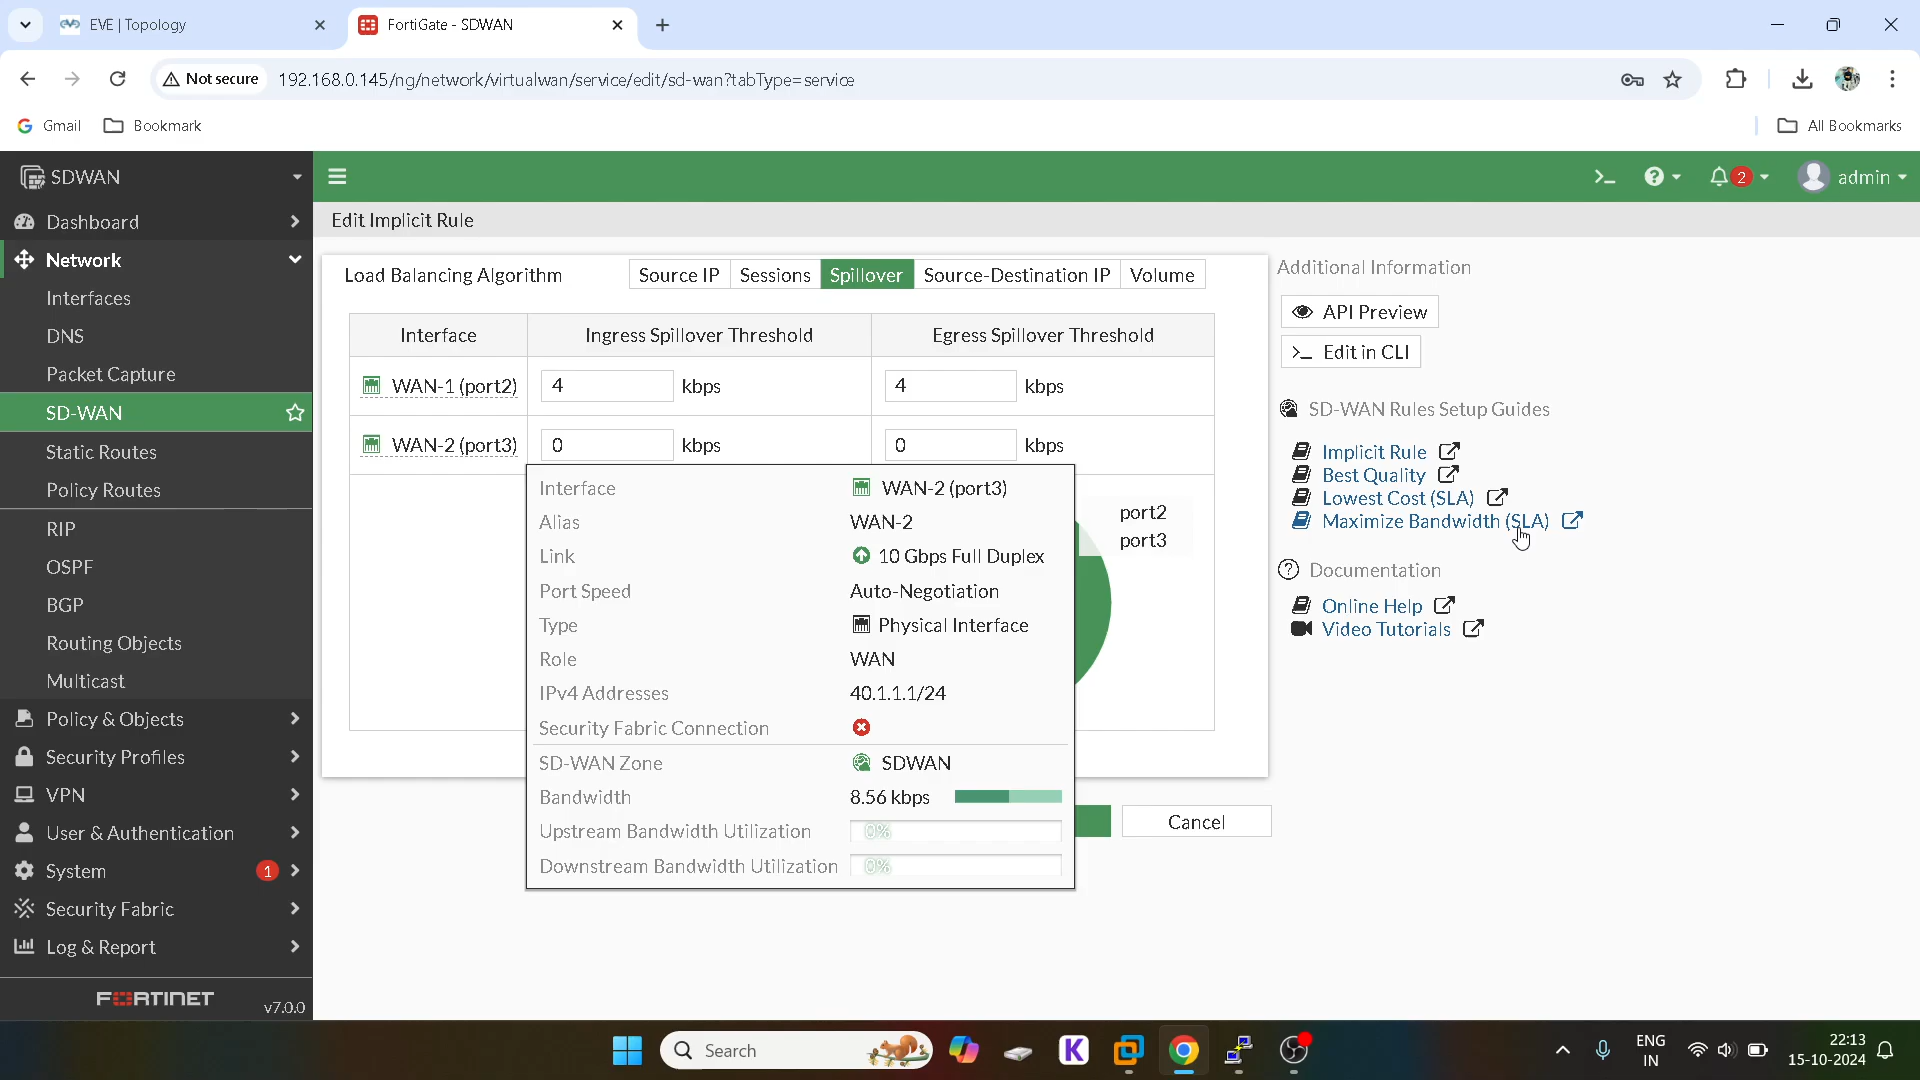 EVE | Topology
FortiGate - SDWAN
Not secure
192.168.0.145/ng/network/virtualwan/service/edit/sd-wan?tabType=service
Gmail
Bookmark
All Bookmarks
SDWAN
2
admin
Dashboard
Network
Interfaces
DNS
Packet Capture
SD-WAN
Static Routes
Policy Routes
RIP
OSPF
BGP
Routing Objects
Multicast
Policy & Objects
Security Profiles
VPN
User & Authentication
System 1
Security Fabric
Log & Report
FORTINET
v7.0.0
Edit Implicit Rule
Load Balancing Algorithm
Source IP Sessions Spillover Source-Destination IP Volume
Interface Ingress Spillover Threshold Egress Spillover Threshold
WAN-1 (port2) 4 kbps 4 kbps
WAN-2 (port3) 0 kbps 0 kbps
port2
port3
Interface WAN-2 (port3)
Alias WAN-2
Link 10 Gbps Full Duplex
Port Speed Auto-Negotiation
Type Physical Interface
Role WAN
IPv4 Addresses 40.1.1.1/24
Security Fabric Connection
SD-WAN Zone SDWAN
Bandwidth 8.56 kbps
Upstream Bandwidth Utilization 0%
Downstream Bandwidth Utilization 0%
Cancel
Additional Information
API Preview
>_ Edit in CLI
SD-WAN Rules Setup Guides
Implicit Rule
Best Quality
Lowest Cost (SLA)
Maximize Bandwidth (SLA)
Documentation
Online Help
Video Tutorials
Search
K
ENG
IN
22:13
15-10-2024